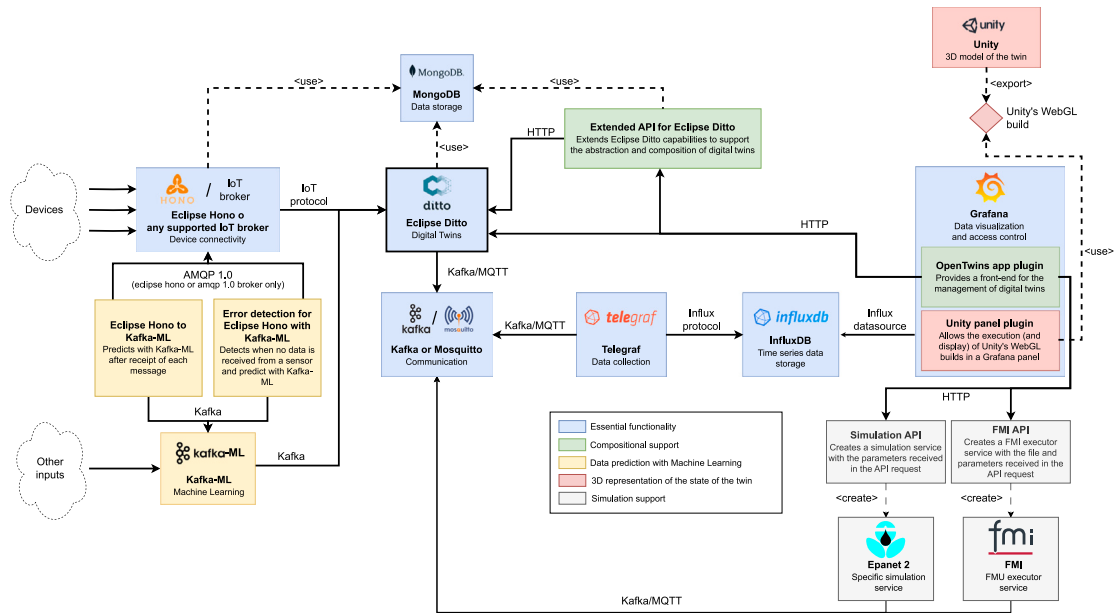 unity
Unity
3D model of the twin
<export>
Unity's WebGL
build
MongoDB.
MongoDB
Data storage
<use>
<use>
<use>
Extended API for Eclipse Ditto
Extends Eclipse Ditto capabilities to support
the abstraction and composition of digital twins
HTTP
Devices
HONO
/
IoT
broker
Eclipse Hono o
any supported IoT broker
Device connectivity
IoT
protocol
ditto
Eclipse Ditto
Digital Twins
HTTP
Grafana
Data visualization
and access control
<use>
OpenTwins app plugin
Provides a front-end for the
management of digital twins
Unity panel plugin
Allows the execution (and
display) of Unity's WebGL
builds in a Grafana panel
AMQP 1.0
(eclipse hono or amqp 1.0 broker only)
Eclipse Hono to
Kafka-ML
Predicts with Kafka-ML
after receipt of each
message
Error detection for
Eclipse Hono with
Kafka-ML
Detects when no data is
received from a sensor
and predict with Kafka-
ML
Kafka/MQTT
kafka
/
mosquitto
Kafka or Mosquitto
Communication
Kafka/MQTT
telegraf
Telegraf
Data collection
Influx
protocol
influxdb
InfluxDB
Time series data
storage
Influx
datasource
Kafka
Other
inputs
kafka-ML
Kafka-ML
Machine Learning
Kafka
Essential functionality
Compositional support
Data prediction with Machine Learning
3D representation of the state of the twin
Simulation support
HTTP
Simulation API
Creates a simulation service
with the parameters received
in the API request
FMI API
Creates a FMI executor
service with the file and
parameters received in the
API request
<create>
<create>
Epanet 2
Specific simulation
service
fmi
FMI
FMU executor
service
Kafka/MQTT